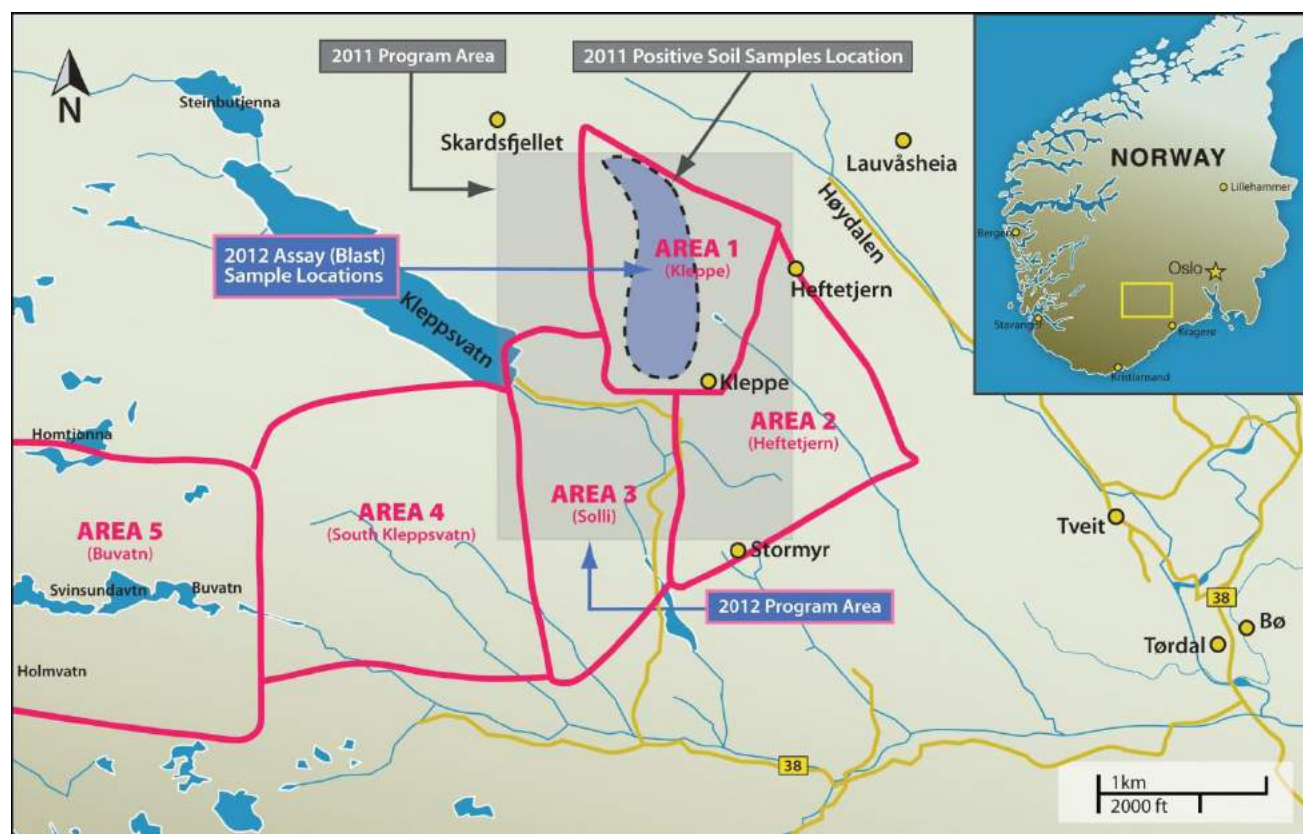 2011 Program Area
2011 Positive Soil Samples Location
N
Steinbutjenna
Skardsfjellet
Lauvåsheia
Høydalen
NORWAY
Lillehammer
Bergen
Oslo
Stavanger
Kragerø
Kristiansand
2012 Assay (Blast)
Sample Locations
AREA 1
(Kleppe)
Heftetjern
Kleppsvatn
Kleppe
AREA 2
(Heftetjern)
Homtjønna
AREA 3
(Solli)
AREA 4
(South Kleppsvatn)
AREA 5
(Buvatn)
Tveit
Stormyr
Svinsundavtn
Buvatn
2012 Program Area
38
Bø
Tørdal
Holmvatn
38
1km
2000 ft